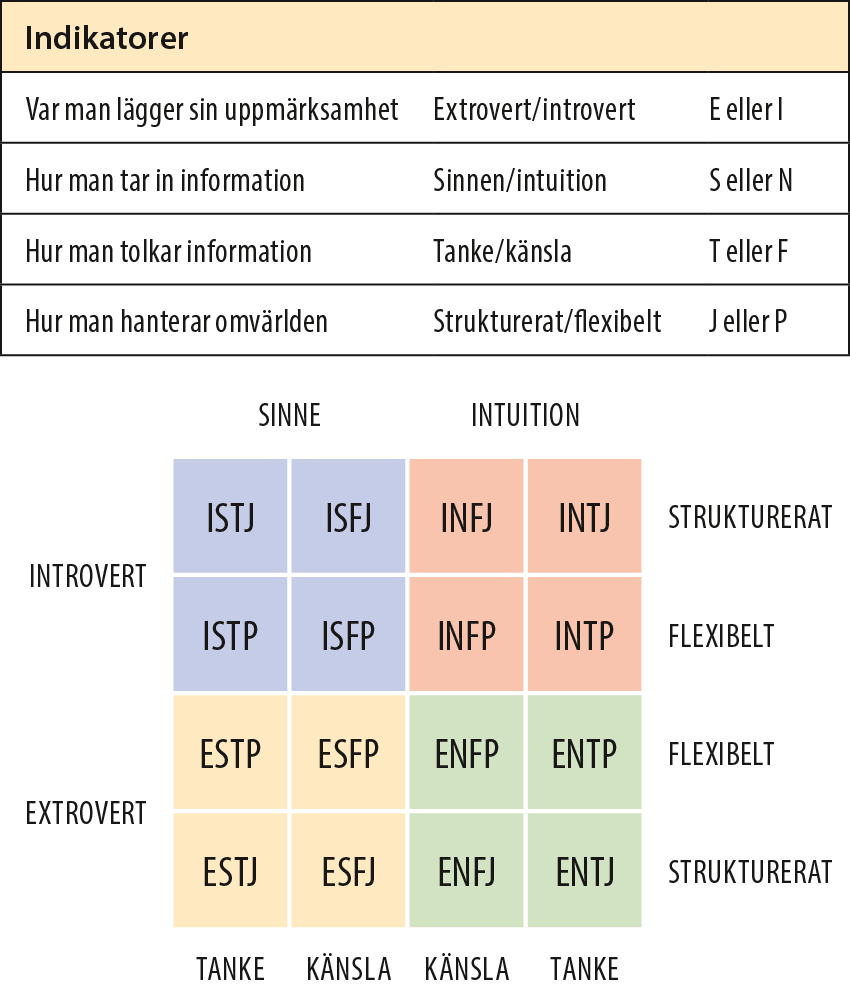 Indikatorer
Var man lägger sin uppmärksamhet Extrovert/introvert E eller I
Hur man tar in information Sinnen/intuition S eller N
Hur man tolkar information Tanke/känsla T eller F
Hur man hanterar omvärlden Strukturerat/flexibelt J eller P
SINNE INTUITION
ISTJ ISFJ INFJ INTJ STRUKTURERAT
INTROVERT
ISTP ISFP INFP INTP FLEXIBELT
ESTP ESFP ENFP ENTP FLEXIBELT
EXTROVERT
ESTJ ESFJ ENFJ ENTJ STRUKTURERAT
TANKE KÄNSLA KÄNSLA TANKE